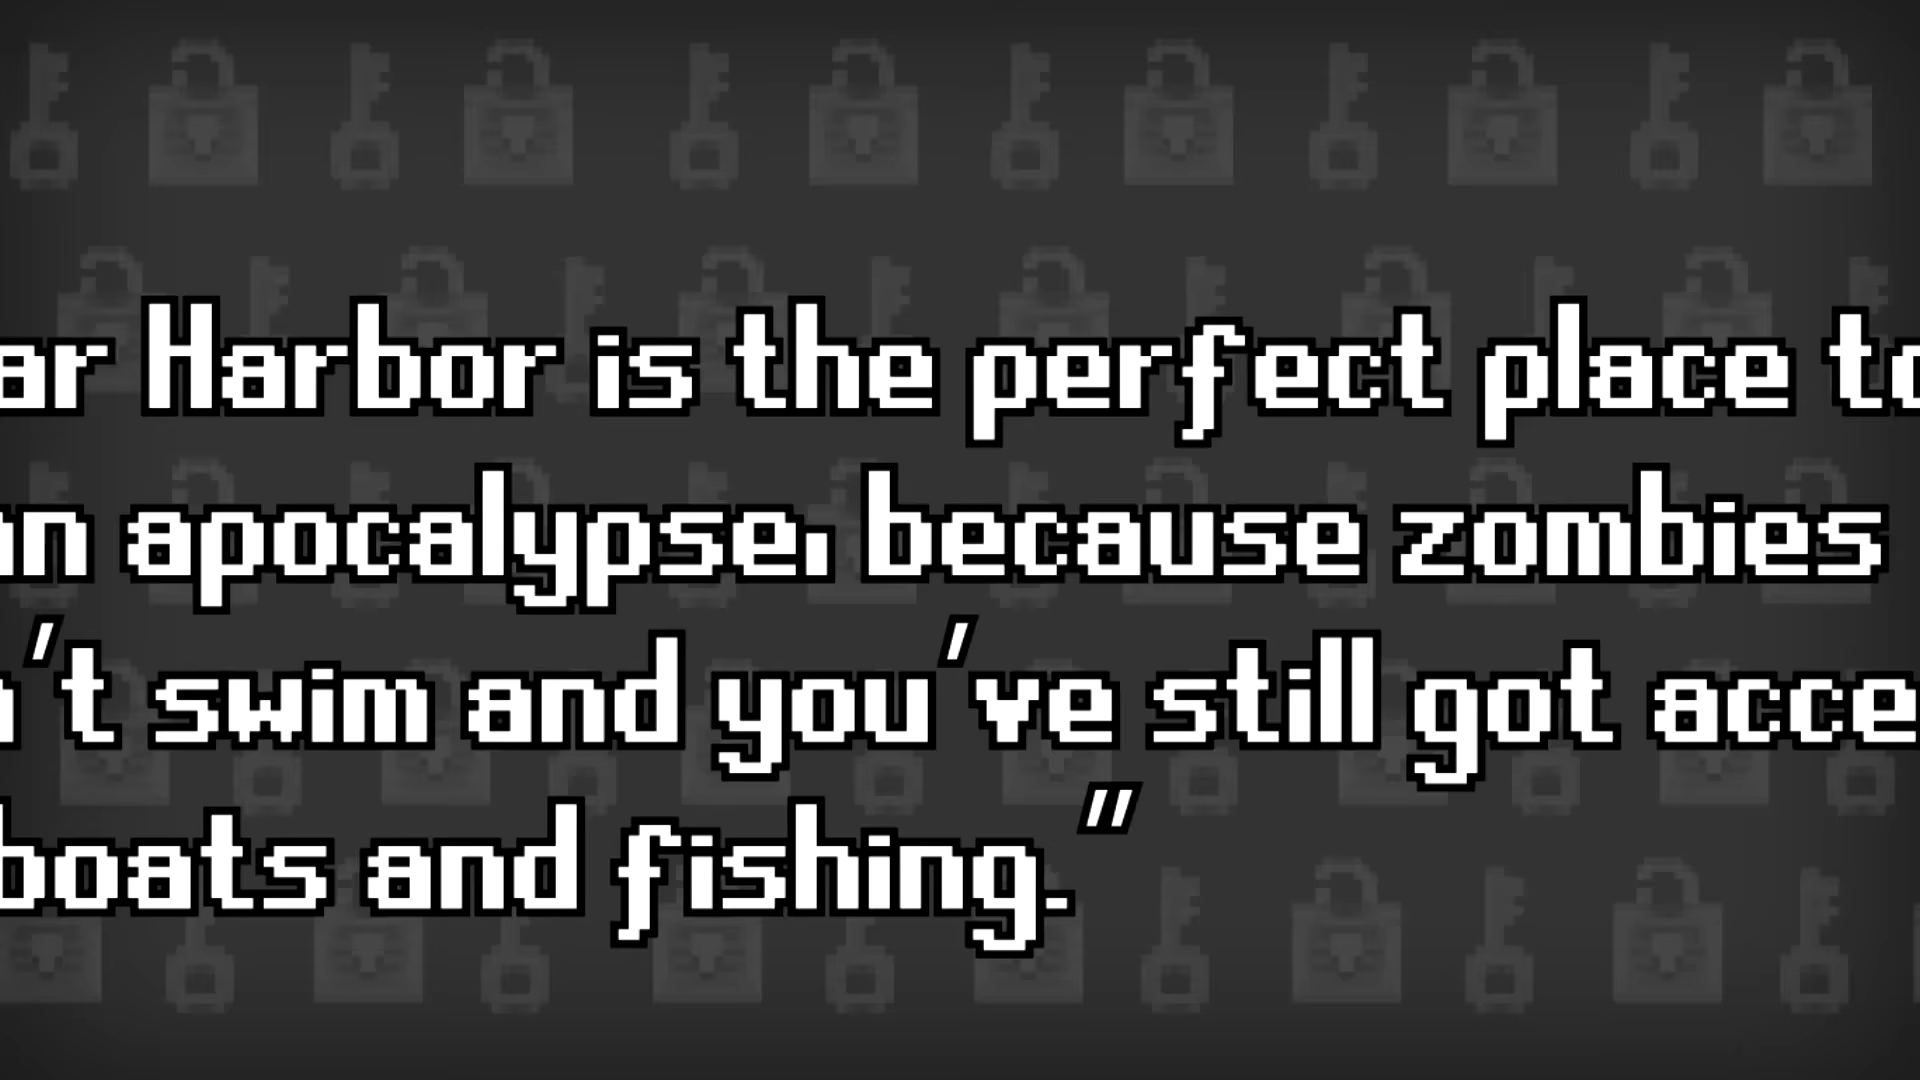 ar Harbor is the perfect place to
n apocalypse, because zombies
't swim and you've still got acce
boats and fishing."